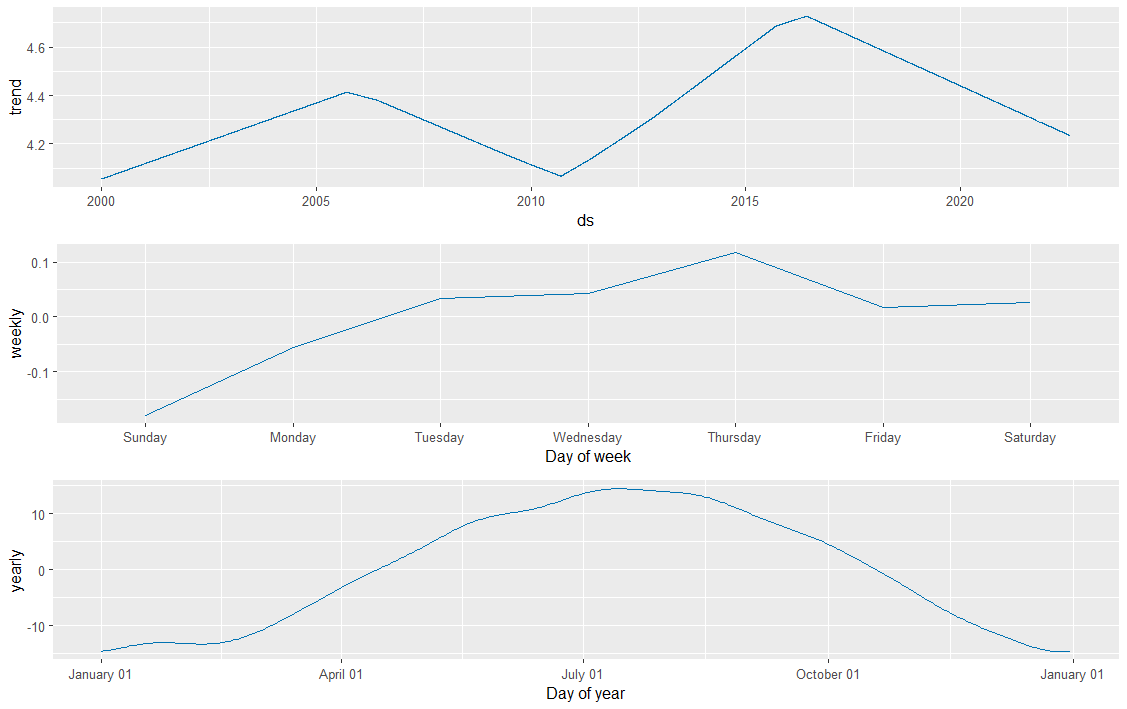 trend
4.6
4.4
4.2
2000 2005 2010 2015 2020
ds
weekly
0.1
0.0
-0.1
Sunday Monday Tuesday Wednesday Thursday Friday Saturday
Day of week
yearly
10
0
-10
January 01 April 01 July 01 October 01 January 01
Day of year